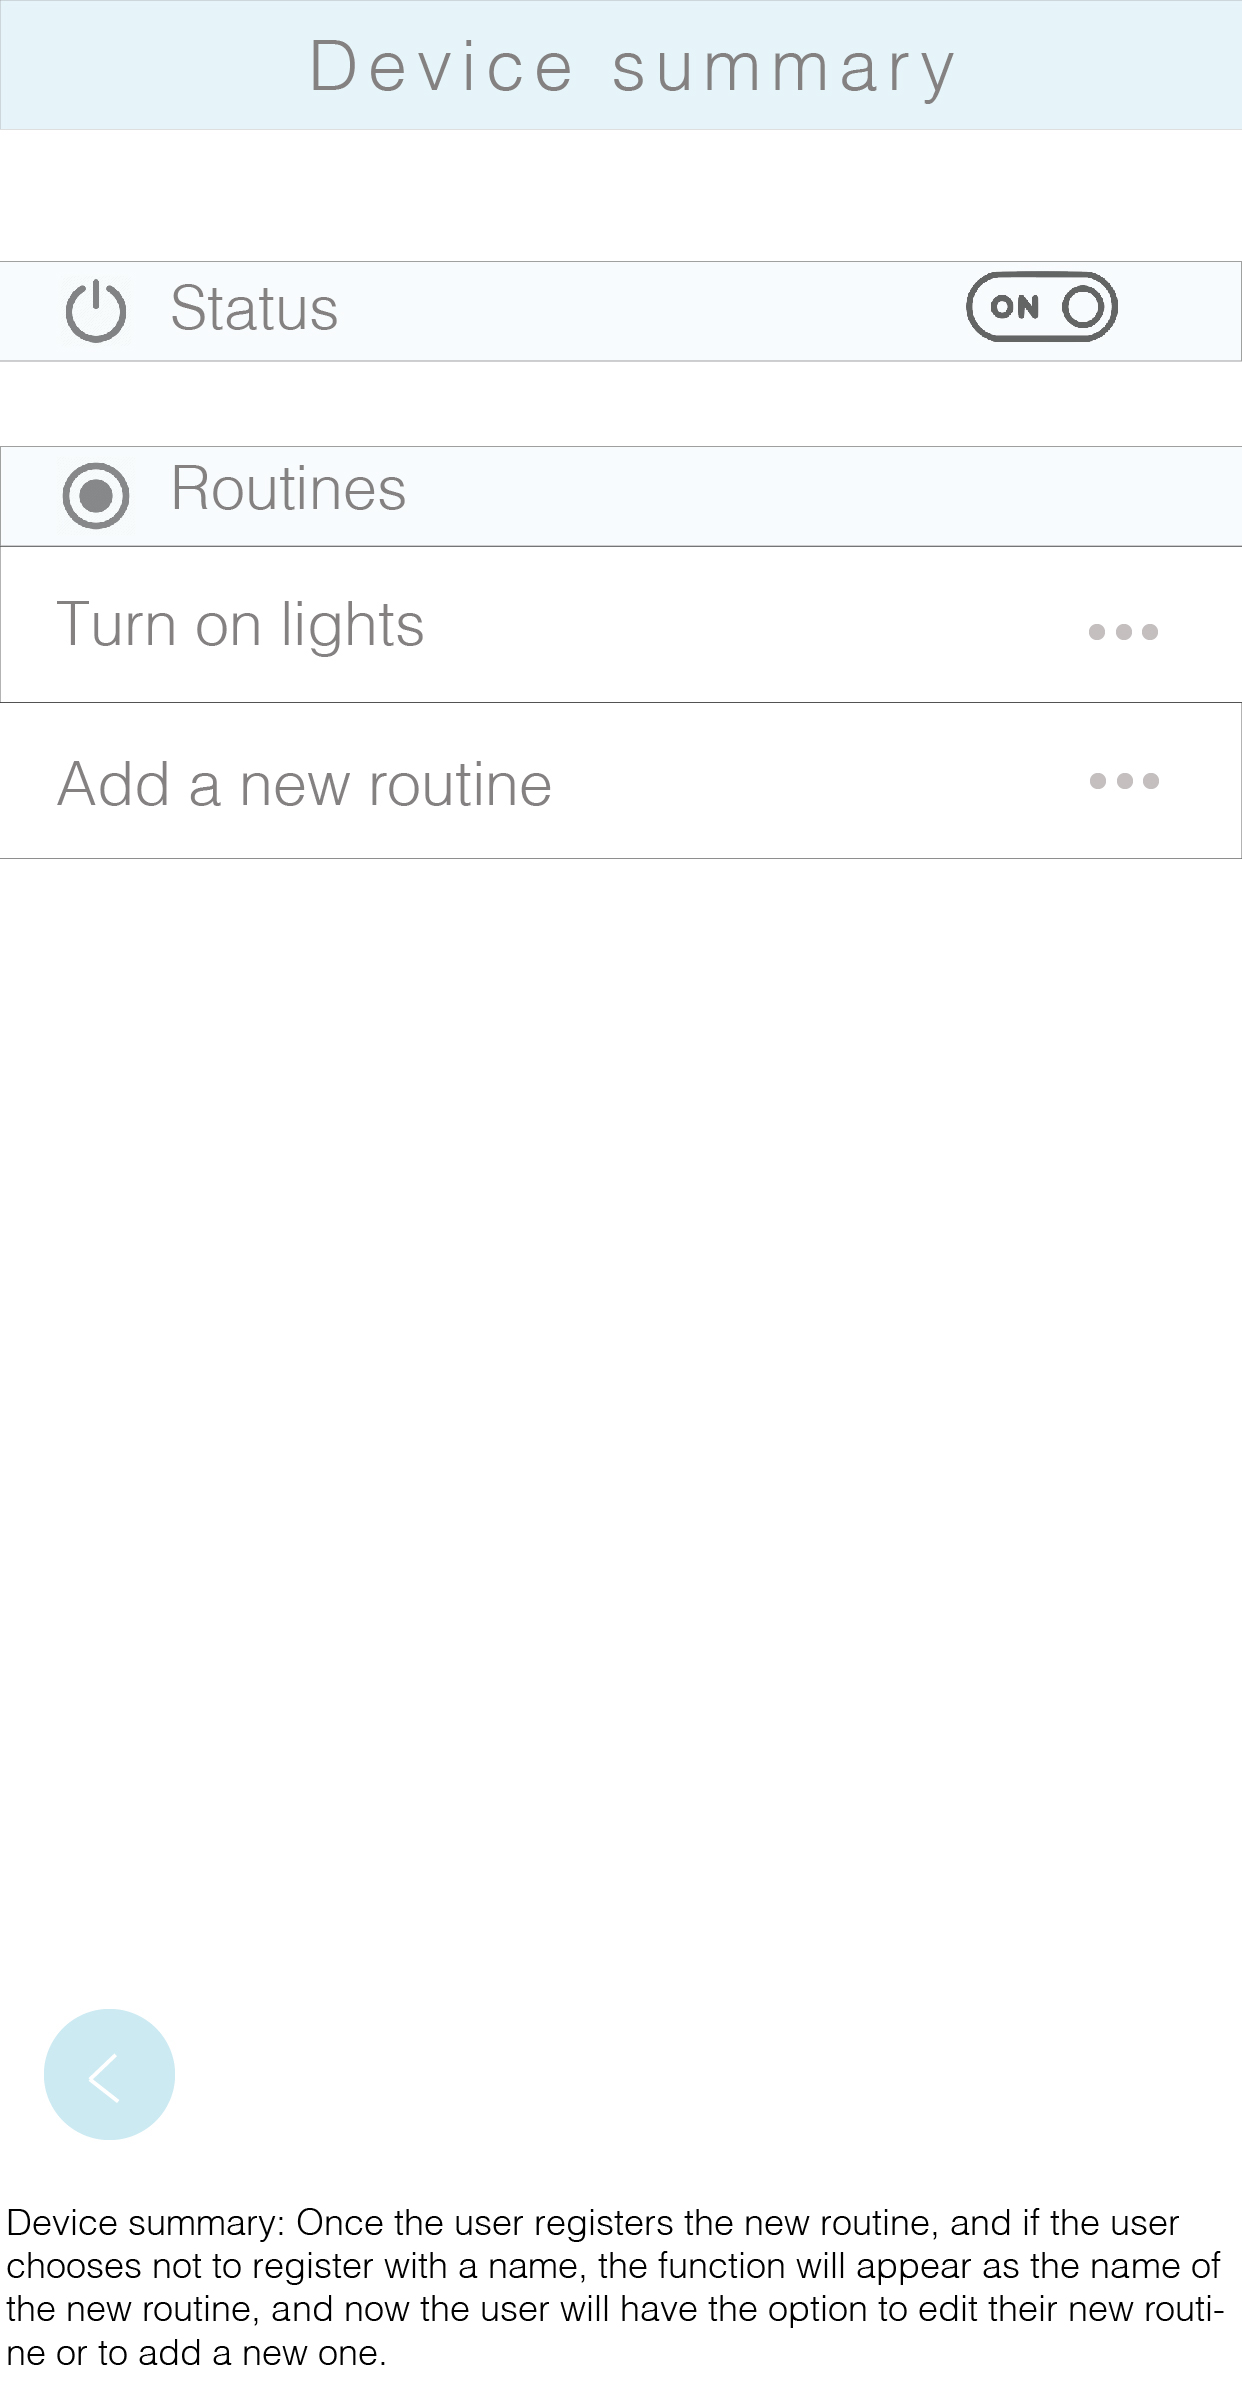 Device summary
Status
ON
Routines
Turn on lights
Add a new routine
Device summary: Once the user registers the new routine, and if the user
chooses not to register with a name, the function will appear as the name of
the new routine, and now the user will have the option to edit their new routi-
ne or to add a new one.